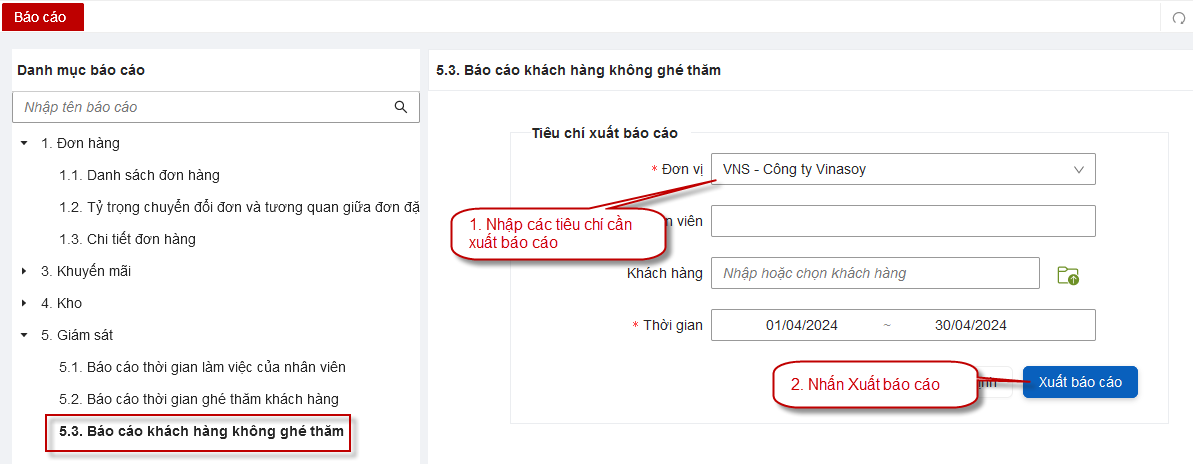 Báo cáo
Danh mục báo cáo
Nhập tên báo cáo
1. Đơn hàng
1.1. Danh sách đơn hàng
1.2. Tỷ trọng chuyển đổi đơn và tương quan giữa đơn đặ
1.3. Chi tiết đơn hàng
3. Khuyến mãi
4. Kho
5. Giám sát
5.1. Báo cáo thời gian làm việc của nhân viên
5.2. Báo cáo thời gian ghé thăm khách hàng
5.3. Báo cáo khách hàng không ghé thăm
5.3. Báo cáo khách hàng không ghé thăm
Tiêu chí xuất báo cáo
* Đơn vị VNS - Công ty Vinasoy
1. Nhập các tiêu chí cần
xuất báo cáo
viên
Khách hàng Nhập hoặc chọn khách hàng
* Thời gian 01/04/2024 ~ 30/04/2024
2. Nhấn Xuất báo cáo
Xuất báo cáo